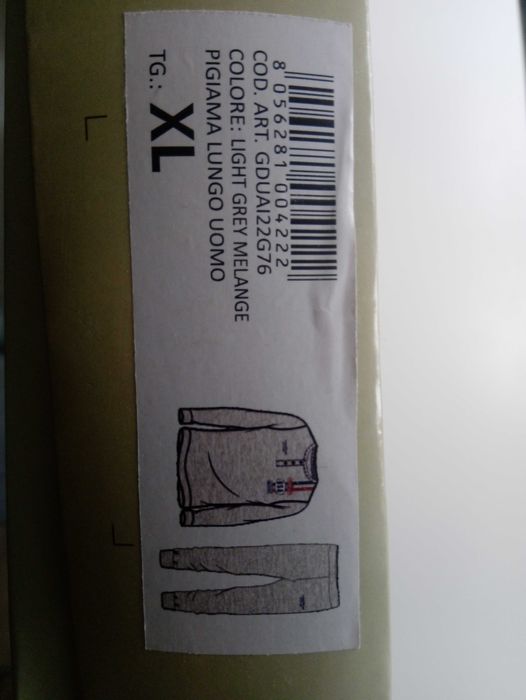 8 056281 004222
COD. ART. GDUAI22G76
COLORE: LIGHT GREY MELANGE
PIGIAMA LUNGO UOMO
TG.: XL